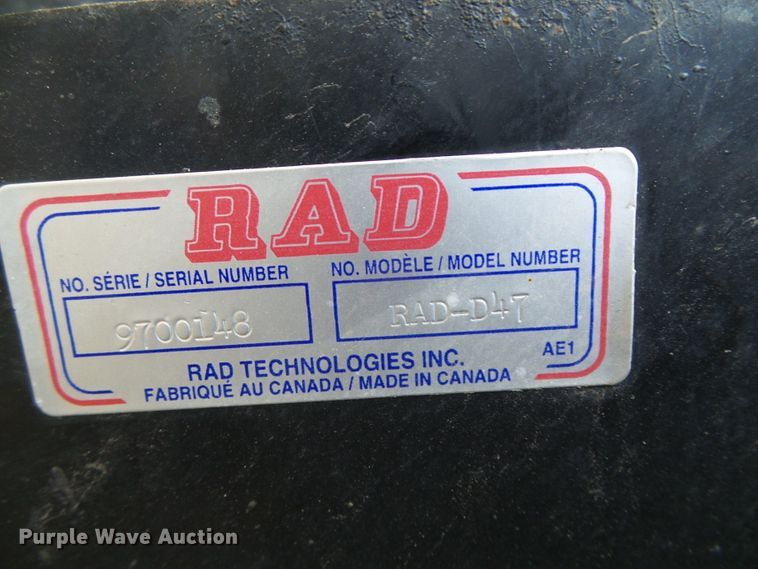 RAD
NO. SÉRIE / SERIAL NUMBER
NO. MODÈLE / MODEL NUMBER
9700148
RAD-D47
RAD TECHNOLOGIES INC.
AE1
FABRIQUÉ AU CANADA / MADE IN CANADA
Purple Wave Auction